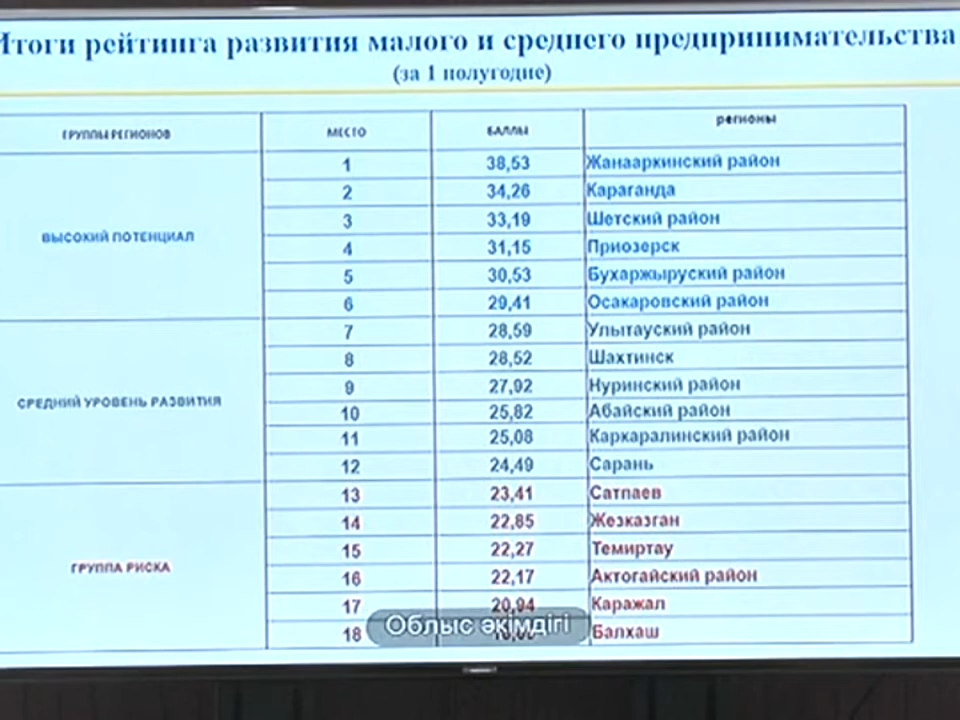 Итоги рейтинга развития малого и среднего предпринимательства
(за 1 полугодие)
ГРУППЫ РЕГИОНОВ МЕСТО БАЛЛЫ регионы
1 38,53 Жанааркинский район
2 34,26 Караганда
3 33,19 Шетский район
ВЫСОКИЙ ПОТЕНЦИАЛ
4 31,15 Приозерск
5 30,53 Бухаржыруский район
6 29,41 Осакаровский район
7 28,59 Улытауский район
8 28,52 Шахтинск
9 27,92 Нуринский район
СРЕДНИЙ УРОВЕНЬ РАЗВИТИЯ
10 25,82 Абайский район
11 25,08 Каркаралинский район
12 24,49 Сарань
13 23,41 Сатпаев
14 22,85 Жезказган
15 22,27 Темиртау
ГРУППА РИСКА
16 22,17 Актогайский район
17 20,94 Каражал
18 Балхаш
Облыс әкімдігі